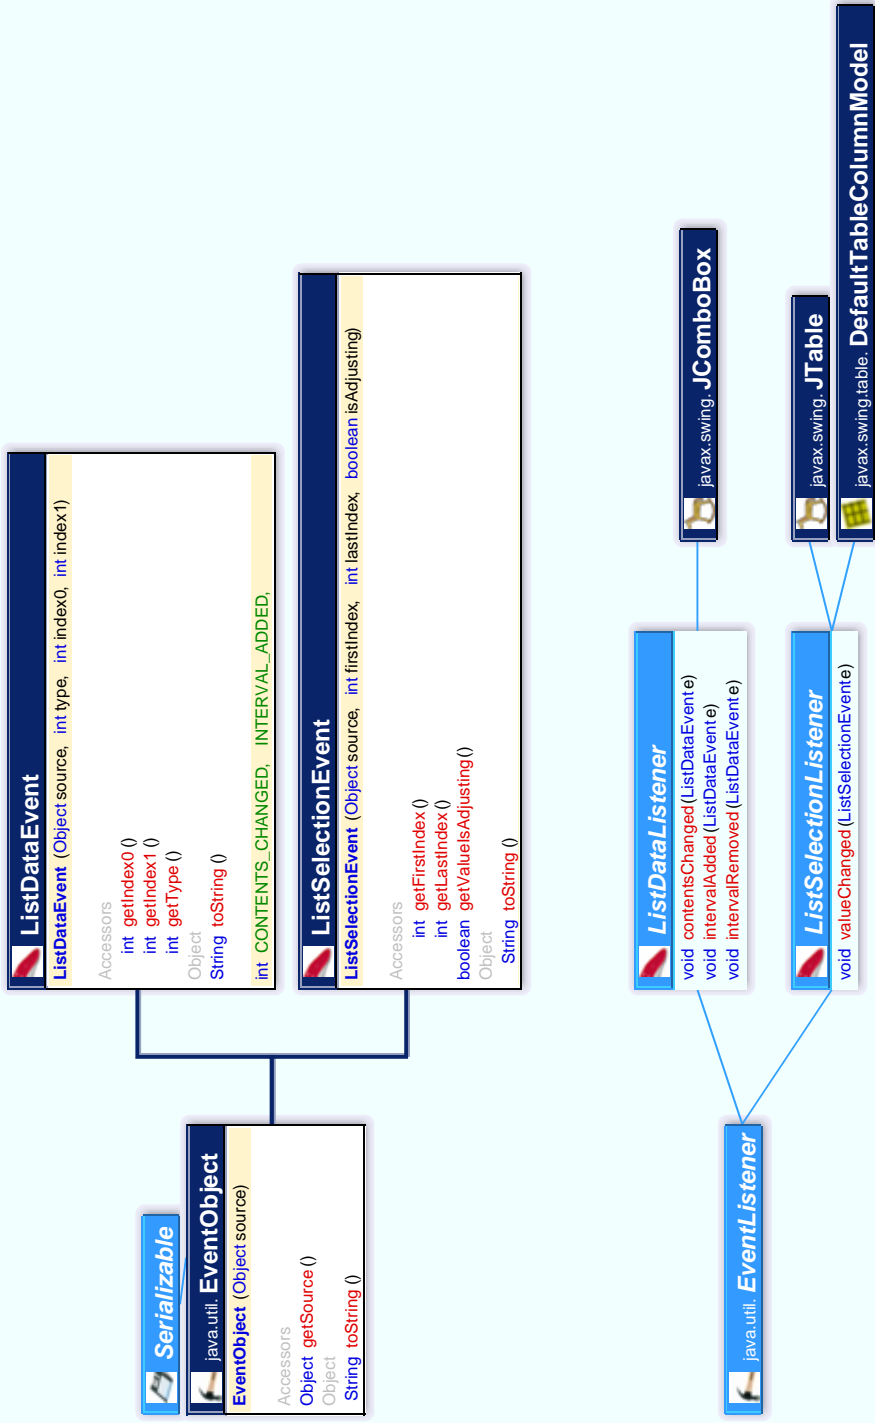 Serializable
java.util. EventObject
EventObject (Object source)
Accessors
Object getSource ()
Object
String toString ()
ListDataEvent
ListDataEvent (Object source, int type, int index0, int index1)
Accessors
int getIndex0 ()
int getIndex1 ()
int getType ()
Object
String toString ()
int CONTENTS_CHANGED, INTERVAL_ADDED,
ListSelectionEvent
ListSelectionEvent (Object source, int firstIndex, int lastIndex, boolean isAdjusting)
Accessors
int getFirstIndex ()
int getLastIndex ()
boolean getValueIsAdjusting ()
Object
String toString ()
java.util. EventListener
ListDataListener
void contentsChanged (ListDataEvent e)
void intervalAdded (ListDataEvent e)
void intervalRemoved (ListDataEvent e)
ListSelectionListener
void valueChanged (ListSelectionEvent e)
javax.swing. JComboBox
javax.swing. JTable
javax.swing.table. DefaultTableColumnModel